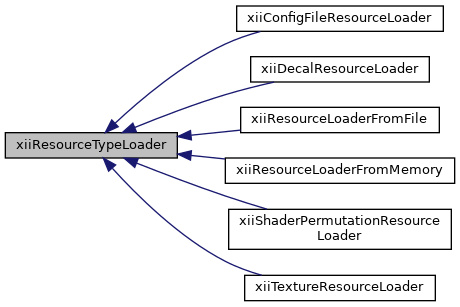 xiiConfigFileResourceLoader
xiiDecalResourceLoader
xiiResourceLoaderFromFile
xiiResourceTypeLoader
xiiResourceLoaderFromMemory
xiiShaderPermutationResource
Loader
xiiTextureResourceLoader